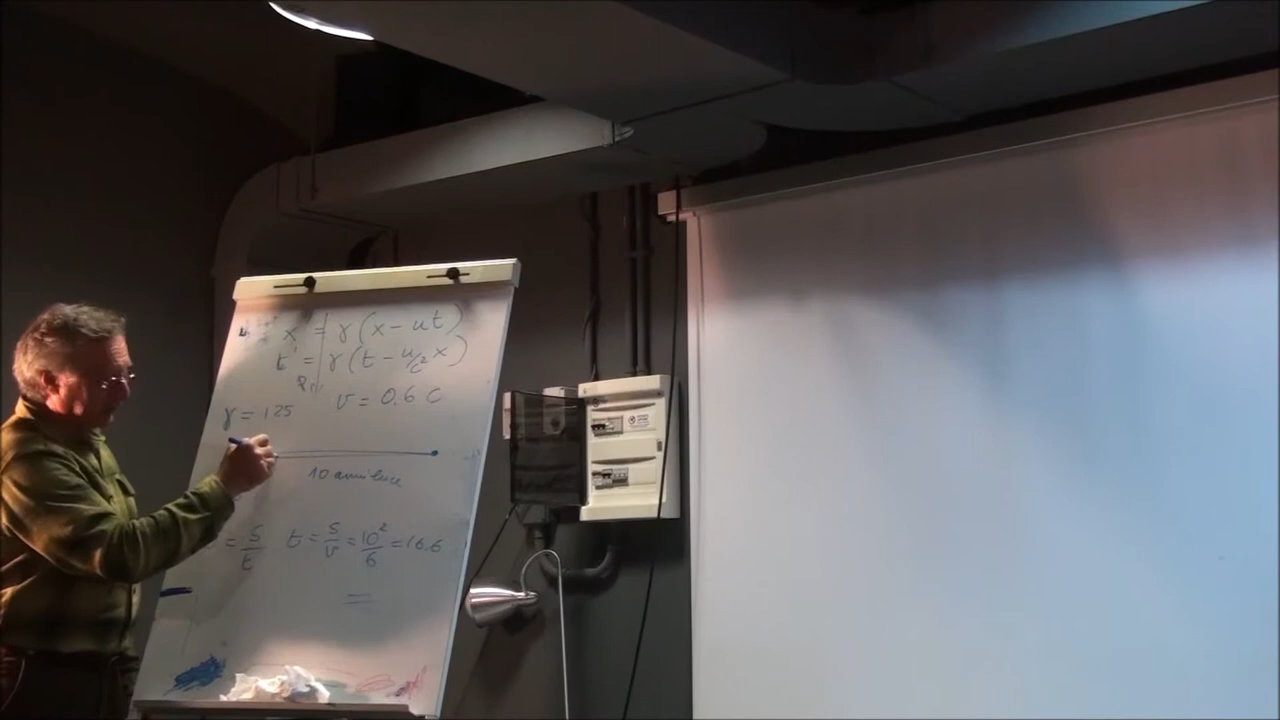 x' = γ(x - ut)
t' = γ(t - u/c² x)
γ = 1.25 v = 0.6 C
10 anni luce
= s/t t = s/v = 10²/6 = 16.6